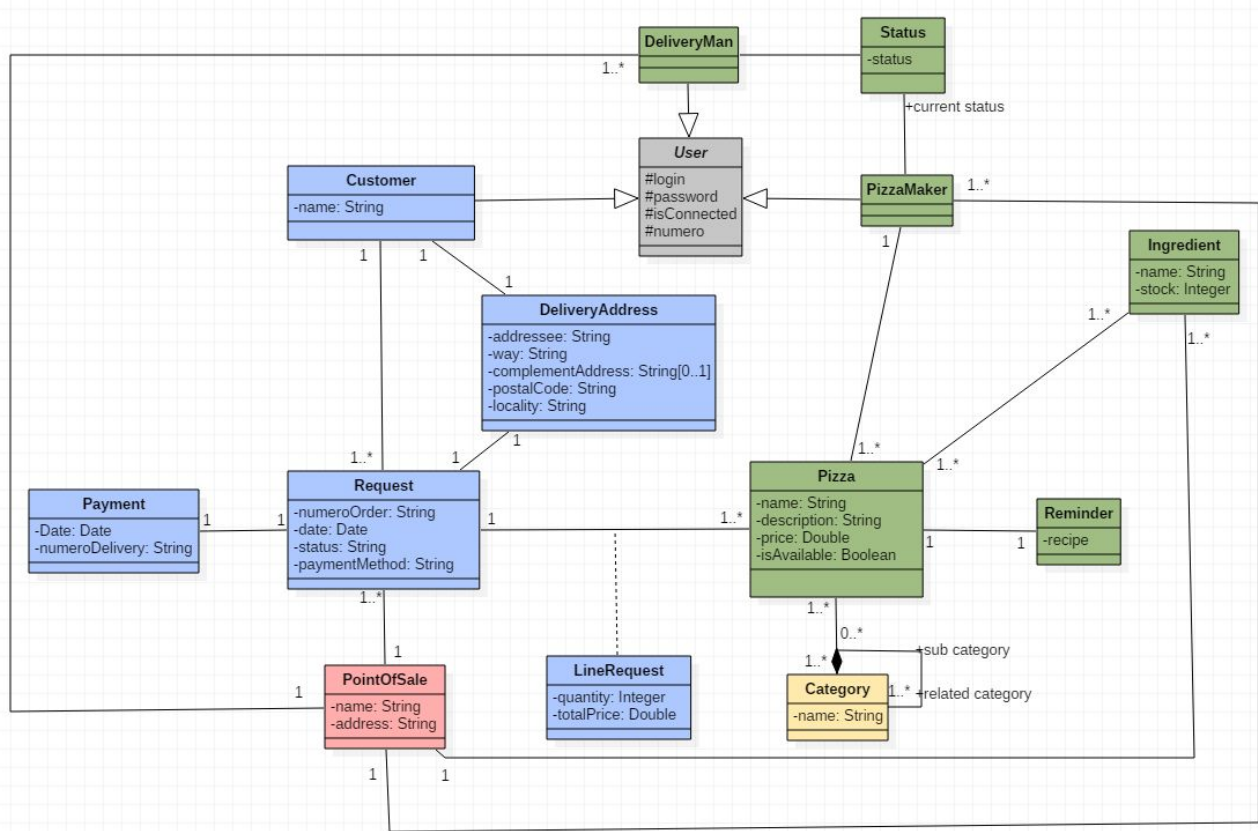 DeliveryMan
1..*
Status
-status
+current status
User
#login
#password
#isConnected
#numero
PizzaMaker
1..*
1
Customer
-name: String
1
1
1
Ingredient
-name: String
-stock: Integer
1..*
1..*
DeliveryAddress
-addressee: String
-way: String
-complementAddress: String[0..1]
-postalCode: String
-locality: String
1
1
1..*
Request
-numeroOrder: String
-date: Date
-status: String
-paymentMethod: String
1
1
1..*
Payment
-Date: Date
-numeroDelivery: String
1
1..*
1..*
1..*
Pizza
-name: String
-description: String
-price: Double
-isAvailable: Boolean
1
1..*
Reminder
-recipe
1
0..*
1..*
+sub category
1..*
+related category
Category
-name: String
LineRequest
-quantity: Integer
-totalPrice: Double
1
PointOfSale
-name: String
-address: String
1
1
1